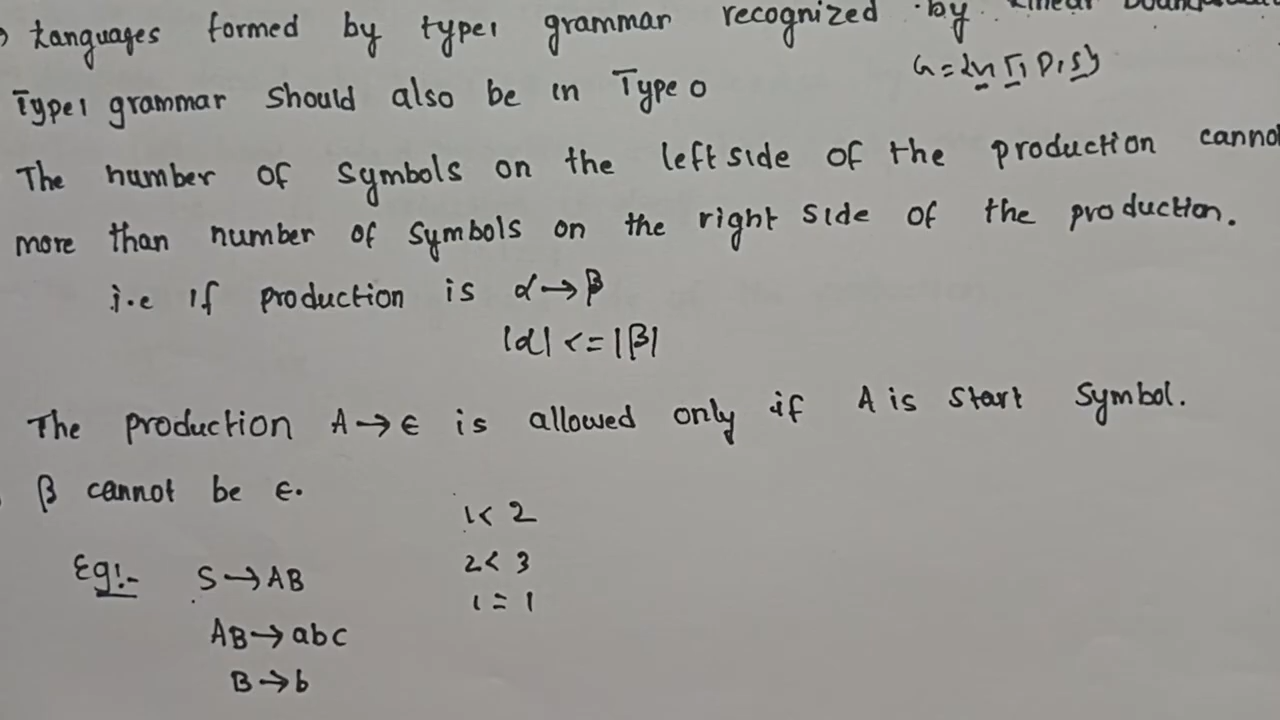 Languages formed by type1 grammar recognized by Linear
G={V, T, P, S}
Type1 grammar should also be in Type 0
The number of symbols on the left side of the production
more than number of symbols on the right side of the production.
i.e if production is α→β
|α| <= |β|
The production A→ε is allowed only if A is start symbol.
β cannot be ε.
1 < 2
Eg:- S→AB
2 < 3
1 = 1
AB→abc
B→b